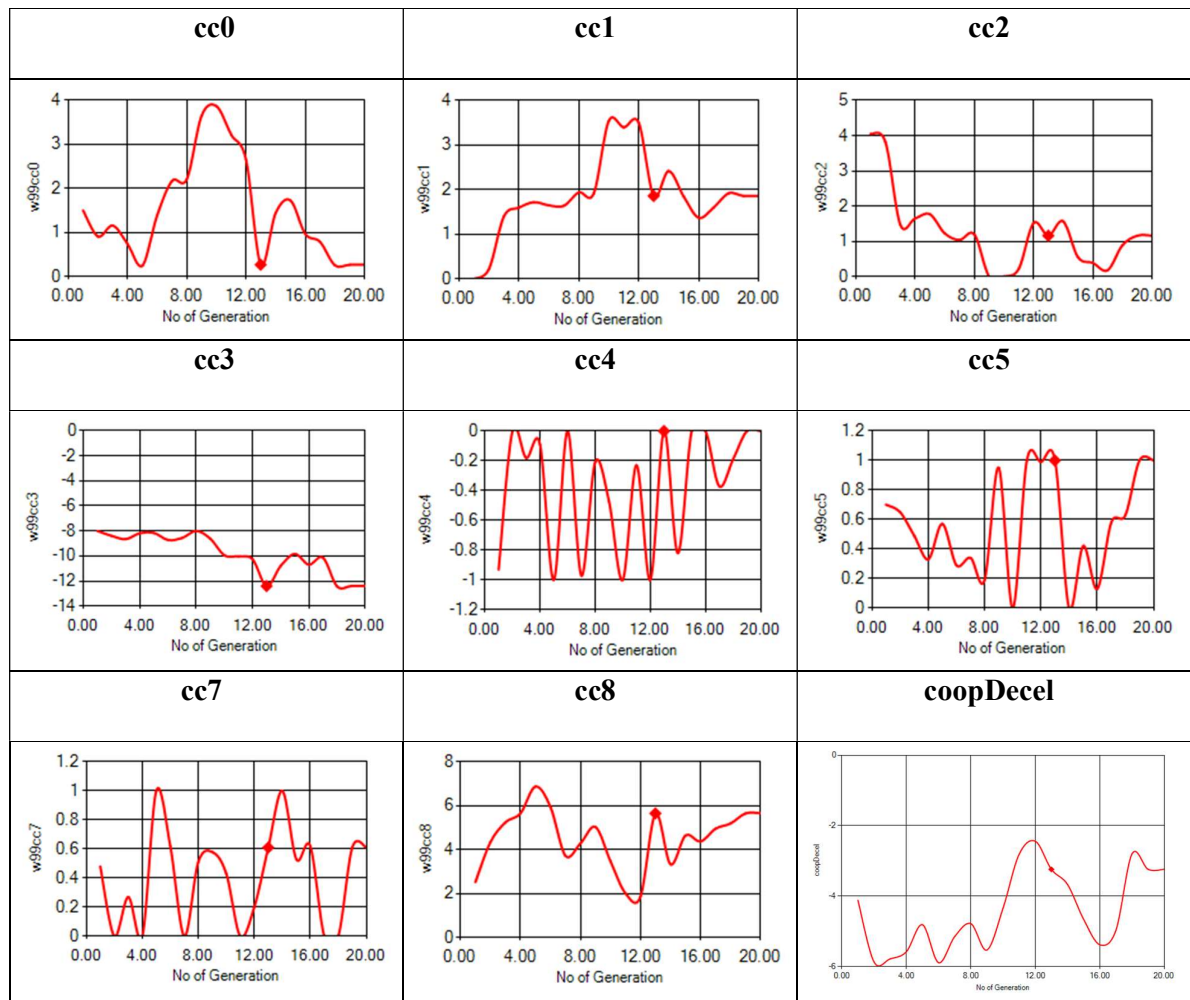 cc0 cc1 cc2
4 3 2 1 0
w99cc0
0.00 4.00 8.00 12.00 16.00 20.00
No of Generation
4 3 2 1 0
w99cc1
0.00 4.00 8.00 12.00 16.00 20.00
No of Generation
5 4 3 2 1 0
w99cc2
0.00 4.00 8.00 12.00 16.00 20.00
No of Generation
cc3 cc4 cc5
0 -2 -4 -6 -8 -10 -12 -14
w99cc3
0.00 4.00 8.00 12.00 16.00 20.00
No of Generation
0 -0.2 -0.4 -0.6 -0.8 -1 -1.2
w99cc4
0.00 4.00 8.00 12.00 16.00 20.00
No of Generation
1.2 1 0.8 0.6 0.4 0.2 0
w99cc5
0.00 4.00 8.00 12.00 16.00 20.00
No of Generation
cc7 cc8 coopDecel
1.2 1 0.8 0.6 0.4 0.2 0
w99cc7
0.00 4.00 8.00 12.00 16.00 20.00
No of Generation
8 6 4 2 0
w99cc8
0.00 4.00 8.00 12.00 16.00 20.00
No of Generation
0 -2 -4 -6
coopDecel
0.00 4.00 8.00 12.00 16.00 20.00
No of Generation